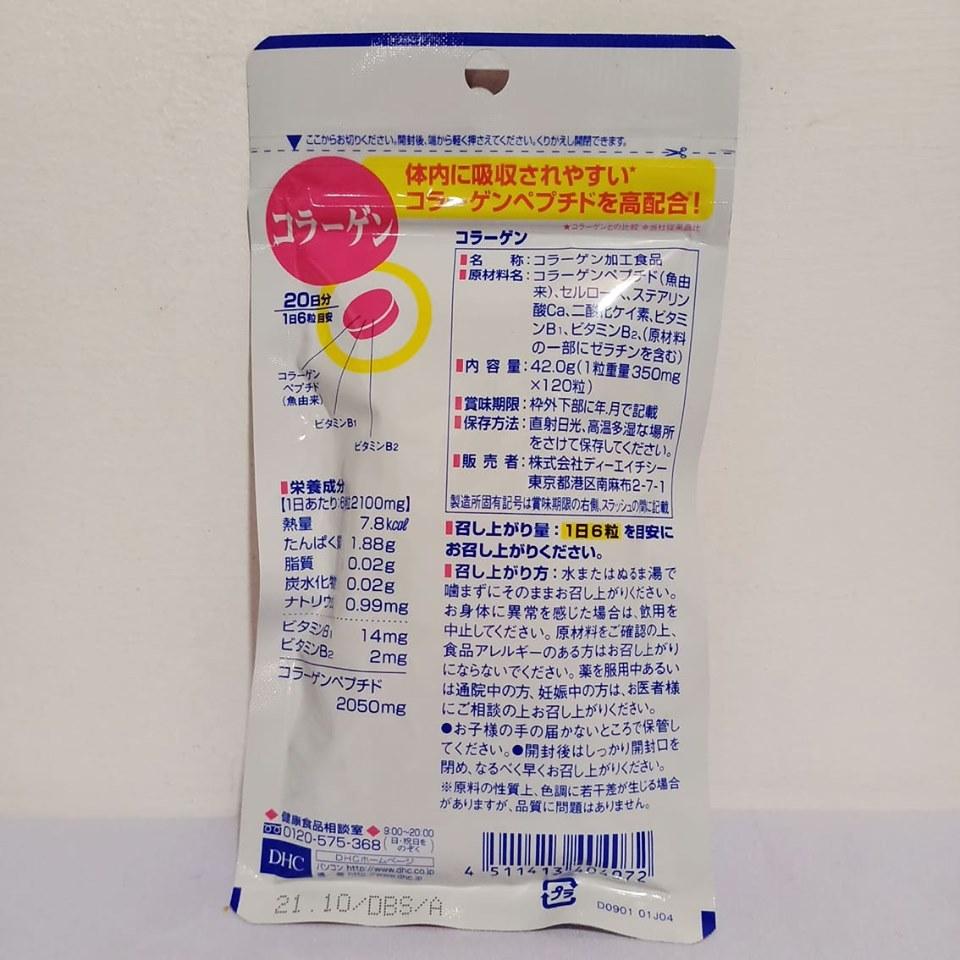 ここからお切りください。開封後、端から軽く押さえてください。くりかえし開閉できます。
体内に吸収されやすい*
コラーゲンペプチドを高配合!
★コラーゲンとの比較 ※当社従来品比
コラーゲン
20日分
1日6粒目安
コラーゲン
ペプチド
(魚由来)
ビタミンB1
ビタミンB2
栄養成分
【1日あたり:6粒2100mg】
熱量 7.8kcal
たんぱく質 1.88g
脂質 0.02g
炭水化物 0.02g
ナトリウム 0.99mg
ビタミンB1 14mg
ビタミンB2 2mg
コラーゲンペプチド
2050mg
コラーゲン
名 称:コラーゲン加工食品
原材料名:コラーゲンペプチド(魚由
来)、セルロース、ステアリン
酸Ca、二酸化ケイ素、ビタミ
ンB1、ビタミンB2、(原材料
の一部にゼラチンを含む)
内 容 量:42.0g(1粒重量350mg
×120粒)
賞味期限:枠外下部に年.月で記載
保存方法:直射日光、高温多湿な場所
をさけて保存してください。
販 売 者:株式会社ディーエイチシー
東京都港区南麻布2-7-1
製造所固有記号は賞味期限の右側、スラッシュの間に記載
召し上がり量:1日6粒を目安に
お召し上がりください。
召し上がり方:水またはぬるま湯で
噛まずにそのままお召し上がりください。
お身体に異常を感じた場合は、飲用を
中止してください。原材料をご確認の上、
食品アレルギーのある方はお召し上がり
にならないでください。薬を服用中あるい
は通院中の方、妊娠中の方は、お医者様
にご相談の上お召し上がりください。
●お子様の手の届かないところで保管し
てください。●開封後はしっかり開封口を
閉め、なるべく早くお召し上がりください。
※原料の性質上、色調に若干差が生じる場合
がありますが、品質に問題はありません。
◆健康食品相談室◆ 9:00~20:00
0120-575-368 (日・祝日をのぞく)
DHC
DHCホームページ
パソコン http://www.dhc.co.jp
4 511413 404072
プラ
21.10/DBS/A
D0901 01J04